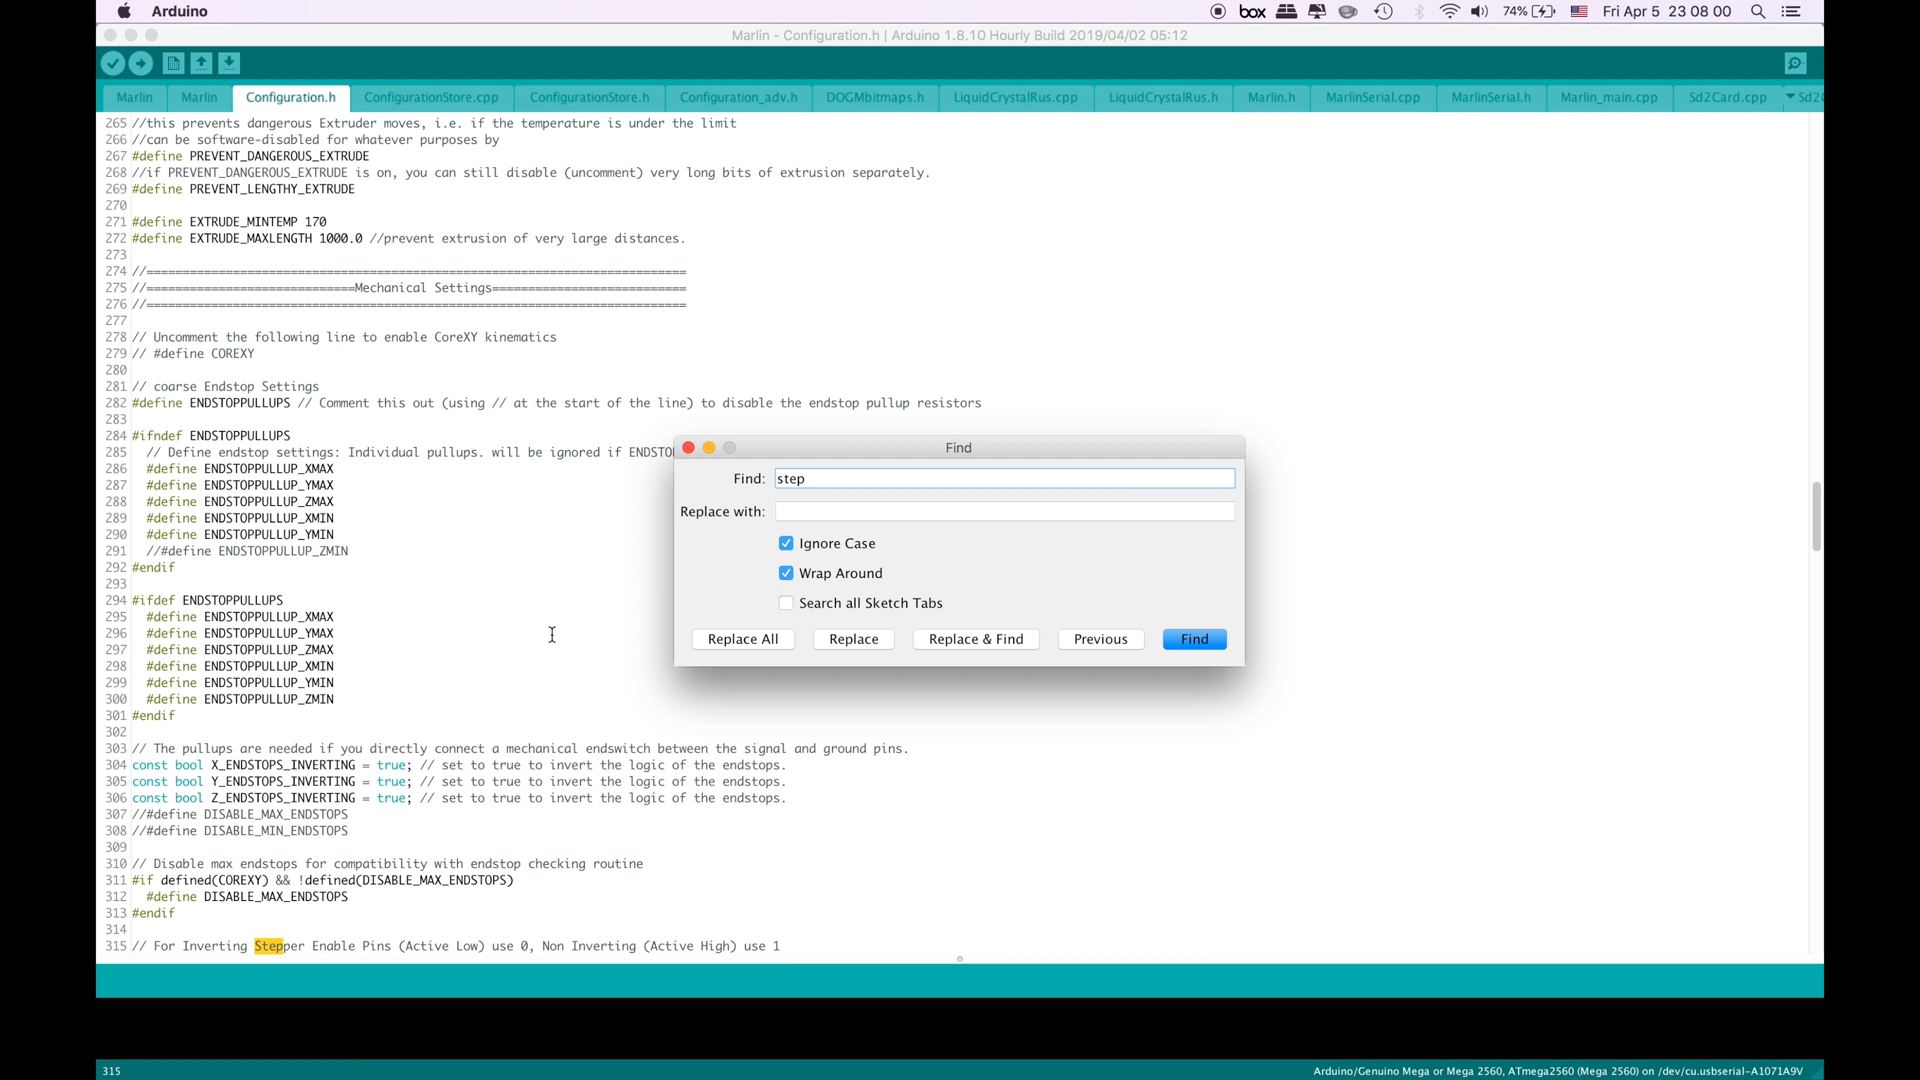 Arduino
box
74%
Fri Apr 5 23 08 00
Marlin - Configuration.h | Arduino 1.8.10 Hourly Build 2019/04/02 05:12
Marlin
Marlin
Configuration.h
ConfigurationStore.cpp
ConfigurationStore.h
Configuration_adv.h
DOGMbitmaps.h
LiquidCrystalRus.cpp
LiquidCrystalRus.h
Marlin.h
MarlinSerial.cpp
MarlinSerial.h
Marlin_main.cpp
Sd2Card.cpp
265 //this prevents dangerous Extruder moves, i.e. if the temperature is under the limit
266 //can be software-disabled for whatever purposes by
267 #define PREVENT_DANGEROUS_EXTRUDE
268 //if PREVENT_DANGEROUS_EXTRUDE is on, you can still disable (uncomment) very long bits of extrusion separately.
269 #define PREVENT_LENGTHY_EXTRUDE
270
271 #define EXTRUDE_MINTEMP 170
272 #define EXTRUDE_MAXLENGTH 1000.0 //prevent extrusion of very large distances.
273
274 //===========================================================================
275 //=============================Mechanical Settings===========================
276 //===========================================================================
277
278 // Uncomment the following line to enable CoreXY kinematics
279 // #define COREXY
280
281 // coarse Endstop Settings
282 #define ENDSTOPPULLUPS // Comment this out (using // at the start of the line) to disable the endstop pullup resistors
283
284 #ifndef ENDSTOPPULLUPS
285 // Define endstop settings: Individual pullups. will be ignored if ENDSTO
286 #define ENDSTOPPULLUP_XMAX
287 #define ENDSTOPPULLUP_YMAX
288 #define ENDSTOPPULLUP_ZMAX
289 #define ENDSTOPPULLUP_XMIN
290 #define ENDSTOPPULLUP_YMIN
291 //#define ENDSTOPPULLUP_ZMIN
292 #endif
293
294 #ifdef ENDSTOPPULLUPS
295 #define ENDSTOPPULLUP_XMAX
296 #define ENDSTOPPULLUP_YMAX
297 #define ENDSTOPPULLUP_ZMAX
298 #define ENDSTOPPULLUP_XMIN
299 #define ENDSTOPPULLUP_YMIN
300 #define ENDSTOPPULLUP_ZMIN
301 #endif
302
303 // The pullups are needed if you directly connect a mechanical endswitch between the signal and ground pins.
304 const bool X_ENDSTOPS_INVERTING = true; // set to true to invert the logic of the endstops.
305 const bool Y_ENDSTOPS_INVERTING = true; // set to true to invert the logic of the endstops.
306 const bool Z_ENDSTOPS_INVERTING = true; // set to true to invert the logic of the endstops.
307 //#define DISABLE_MAX_ENDSTOPS
308 //#define DISABLE_MIN_ENDSTOPS
309
310 // Disable max endstops for compatibility with endstop checking routine
311 #if defined(COREXY) && !defined(DISABLE_MAX_ENDSTOPS)
312 #define DISABLE_MAX_ENDSTOPS
313 #endif
314
315 // For Inverting Stepper Enable Pins (Active Low) use 0, Non Inverting (Active High) use 1
Find
Find: step
Replace with:
Ignore Case
Wrap Around
Search all Sketch Tabs
Replace All
Replace
Replace & Find
Previous
Find
315
Arduino/Genuino Mega or Mega 2560, ATmega2560 (Mega 2560) on /dev/cu.usbserial-A1071A9V